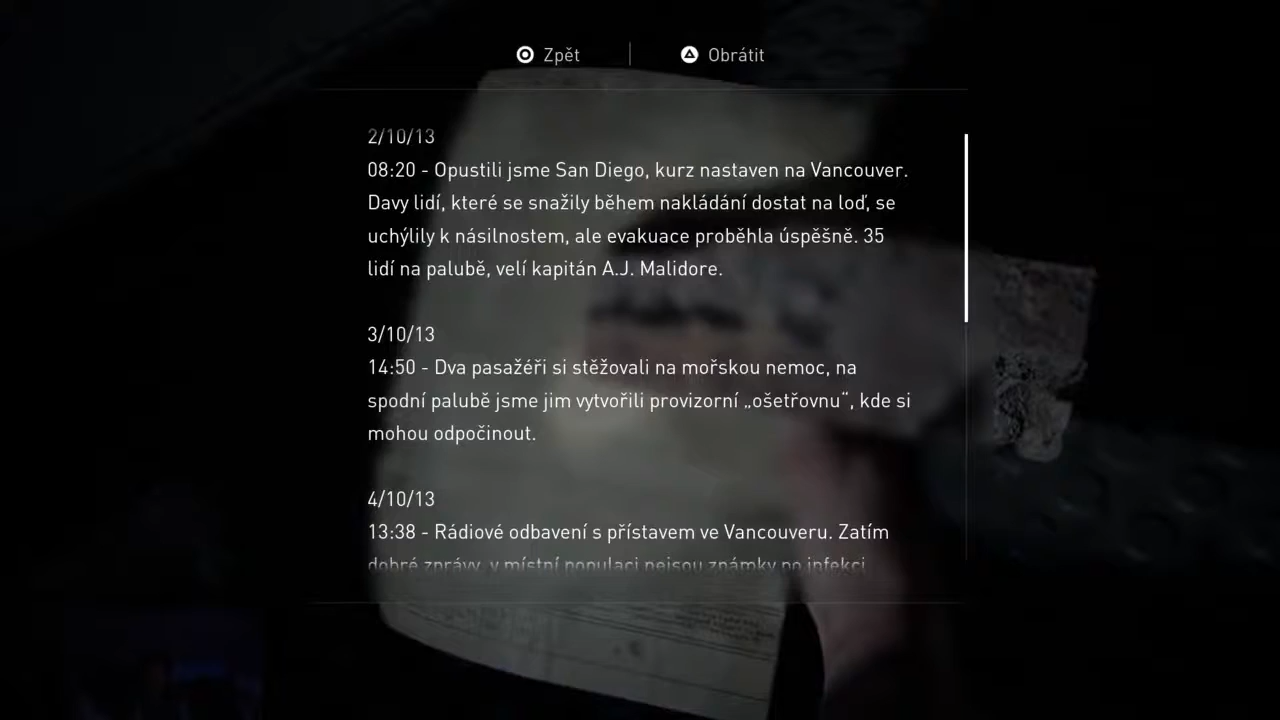 Zpět
Obrátit
2/10/13
08:20 - Opustili jsme San Diego, kurz nastaven na Vancouver.
Davy lidí, které se snažily během nakládání dostat na loď, se
uchýlily k násilnostem, ale evakuace proběhla úspěšně. 35
lidí na palubě, velí kapitán A.J. Malidore.
3/10/13
14:50 - Dva pasažéři si stěžovali na mořskou nemoc, na
spodní palubě jsme jim vytvořili provizorní „ošetřovnu“, kde si
mohou odpočinout.
4/10/13
13:38 - Rádiové odbavení s přístavem ve Vancouveru. Zatím
dobré zprávy, v místní populaci nejsou známky po infekci